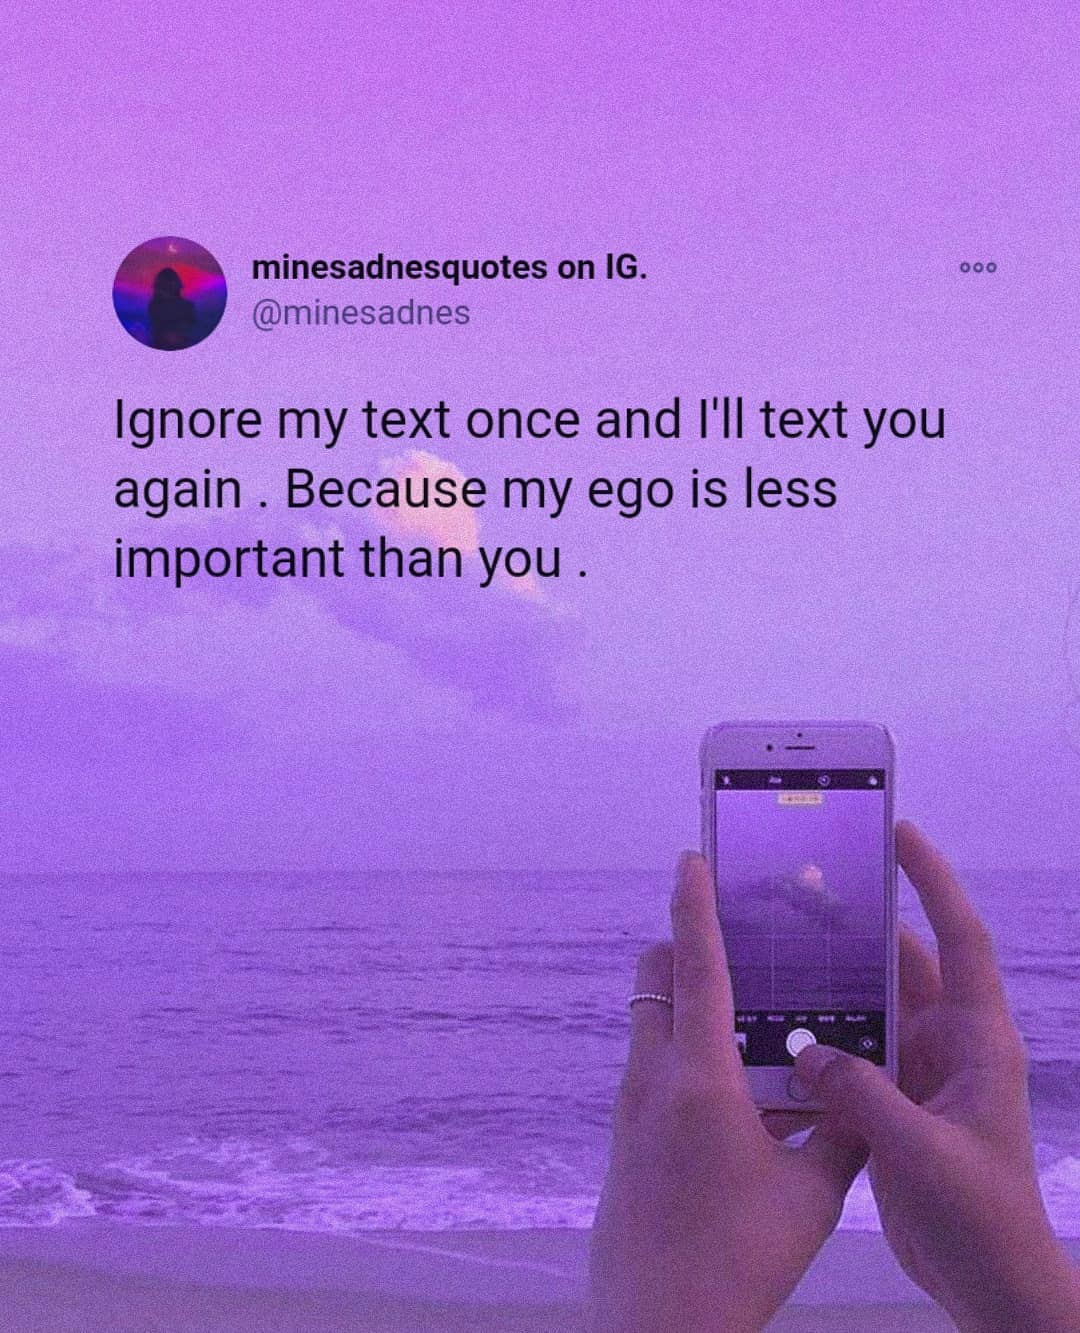 minesadnesquotes on IG.
@minesadnes
Ignore my text once and I'll text you
again . Because my ego is less
important than you .